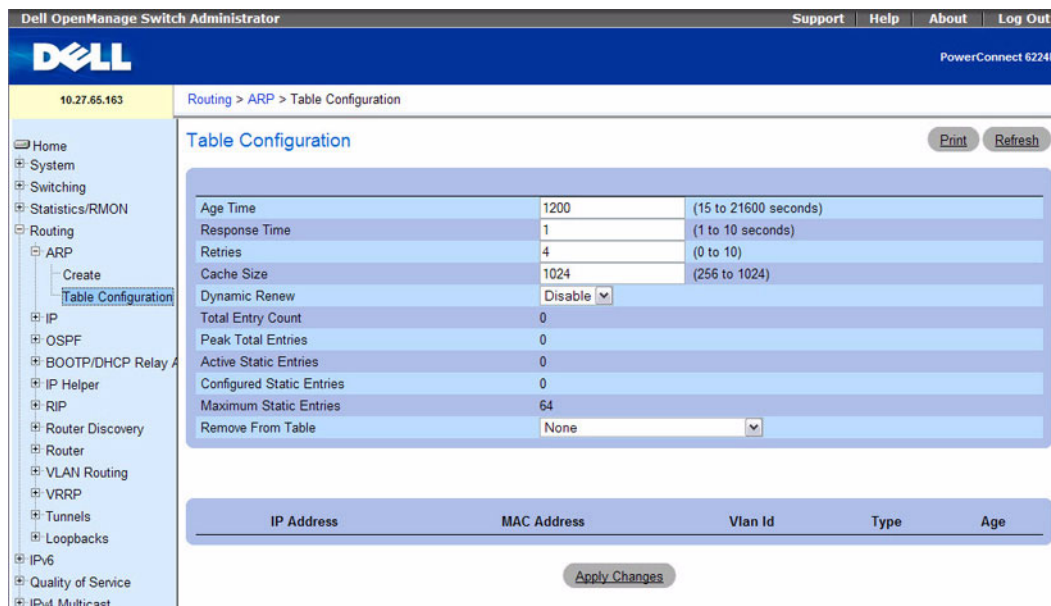 Dell OpenManage Switch Administrator
Support Help About Log Out
DELL
PowerConnect 6224
10.27.65.163
Routing > ARP > Table Configuration
Home
System
Switching
Statistics/RMON
Routing
ARP
Create
Table Configuration
IP
OSPF
BOOTP/DHCP Relay A
IP Helper
RIP
Router Discovery
Router
VLAN Routing
VRRP
Tunnels
Loopbacks
IPv6
Quality of Service
IPv4 Multicast
Table Configuration
Print Refresh
Age Time 1200 (15 to 21600 seconds)
Response Time 1 (1 to 10 seconds)
Retries 4 (0 to 10)
Cache Size 1024 (256 to 1024)
Dynamic Renew Disable
Total Entry Count 0
Peak Total Entries 0
Active Static Entries 0
Configured Static Entries 0
Maximum Static Entries 64
Remove From Table None
IP Address MAC Address Vlan Id Type Age
Apply Changes